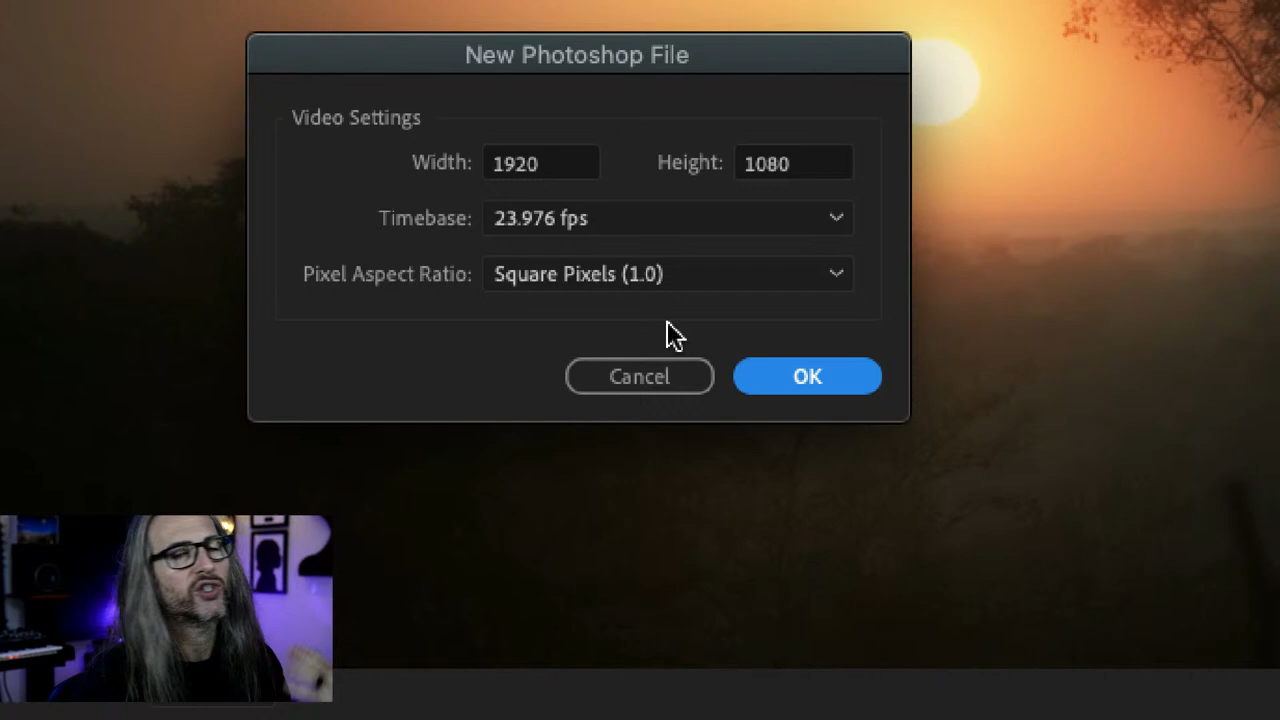 New Photoshop File
Video Settings
Width: 1920 Height: 1080
Timebase: 23.976 fps
Pixel Aspect Ratio: Square Pixels (1.0)
Cancel OK